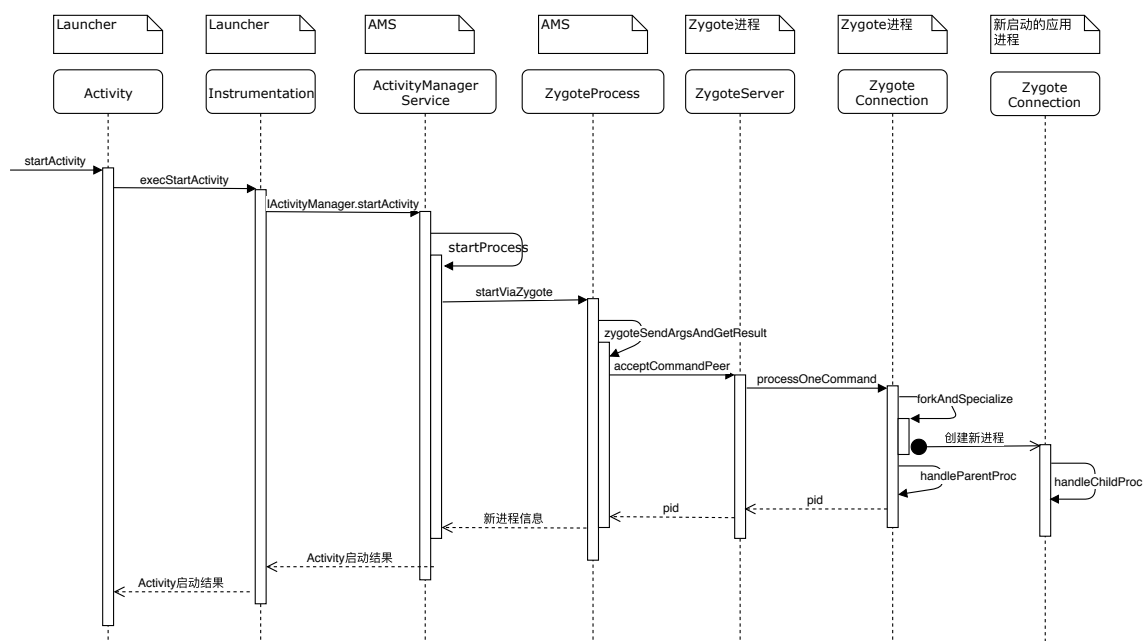 Launcher
Launcher
AMS
AMS
Zygote进程
Zygote进程
新启动的应用
进程
Activity
Instrumentation
ActivityManager
Service
ZygoteProcess
ZygoteServer
Zygote
Connection
Zygote
Connection
startActivity
execStartActivity
IActivityManager.startActivity
startProcess
startViaZygote
zygoteSendArgsAndGetResult
acceptCommandPeer
processOneCommand
forkAndSpecialize
创建新进程
handleParentProc
handleChildProc
pid
pid
新进程信息
Activity启动结果
Activity启动结果